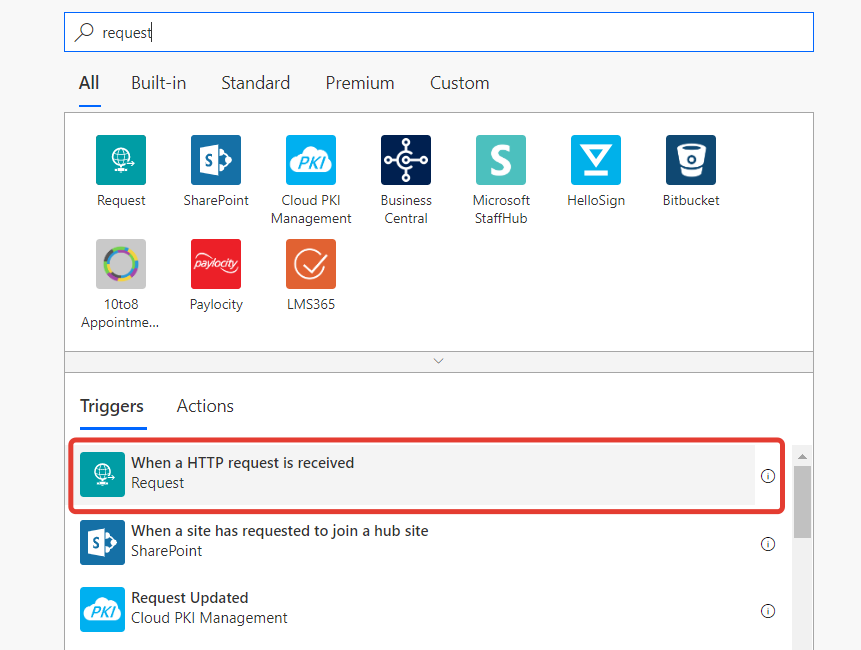 request
All Built-in Standard Premium Custom
Request SharePoint Cloud PKI Management Business Central Microsoft StaffHub HelloSign Bitbucket
PKI
S
S
paylocity
10to8 Appointme... Paylocity LMS365
Triggers Actions
When a HTTP request is received
Request
S
When a site has requested to join a hub site
SharePoint
PKI
Request Updated
Cloud PKI Management